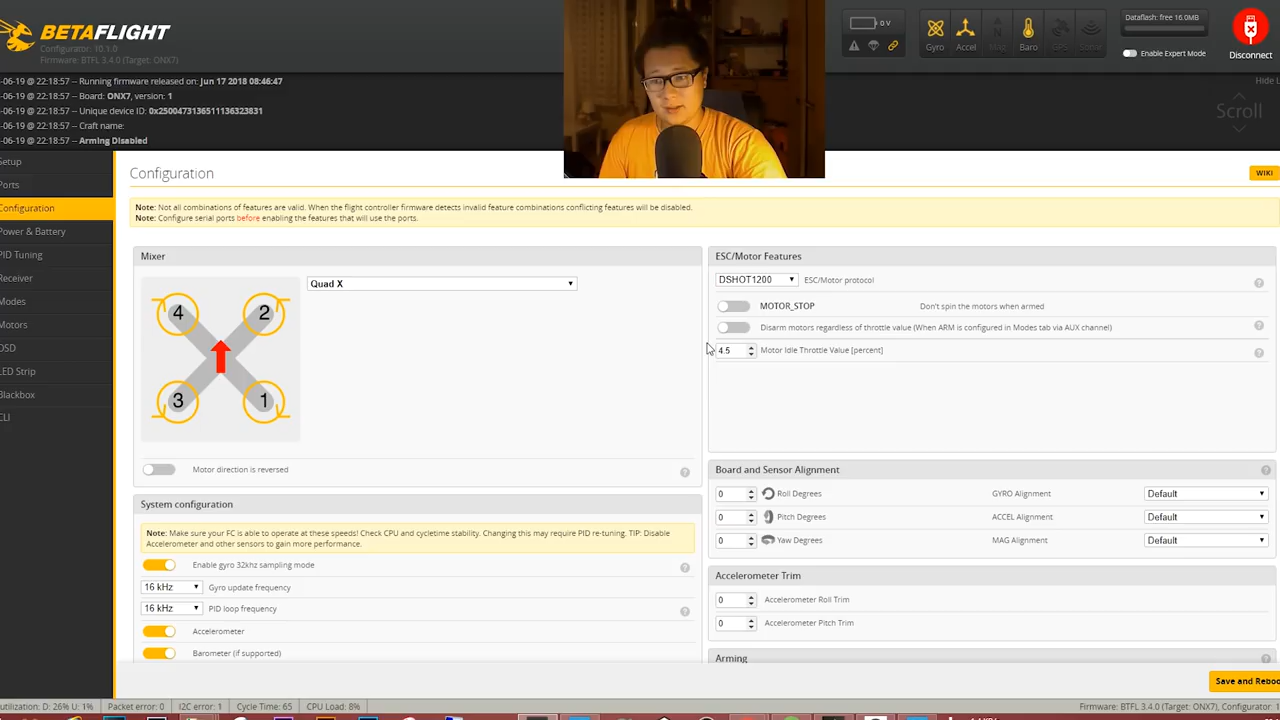 BETAFLIGHT
Configurator: 10.1.0
Firmware: BTFL 3.4.0 (Target: ONX7)
0 V
Gyro
Accel
Mag
Baro
GPS
Sonar
Dataflash: free 16.0MB
Enable Expert Mode
Disconnect
-06-19 @ 22:18:57 -- Running firmware released on: Jun 17 2018 08:46:47
-06-19 @ 22:18:57 -- Board: ONX7, version: 1
-06-19 @ 22:18:57 -- Unique device ID: 0x2500473136511136323831
-06-19 @ 22:18:57 -- Craft name:
-06-19 @ 22:18:57 -- Arming Disabled
Hide L
Scroll
Setup
Ports
Configuration
Power & Battery
PID Tuning
Receiver
Modes
Motors
OSD
LED Strip
Blackbox
CLI
Configuration
WIKI
Note: Not all combinations of features are valid. When the flight controller firmware detects invalid feature combinations conflicting features will be disabled.
Note: Configure serial ports before enabling the features that will use the ports.
Mixer
Quad X
4
2
3
1
Motor direction is reversed
?
System configuration
Note: Make sure your FC is able to operate at these speeds! Check CPU and cycletime stability. Changing this may require PID re-tuning. TIP: Disable
Accelerometer and other sensors to gain more performance.
Enable gyro 32khz sampling mode
?
16 kHz Gyro update frequency
16 kHz PID loop frequency
?
Accelerometer
Barometer (if supported)
ESC/Motor Features
DSHOT1200 ESC/Motor protocol
?
MOTOR_STOP Don't spin the motors when armed
Disarm motors regardless of throttle value (When ARM is configured in Modes tab via AUX channel)
?
4.5 Motor Idle Throttle Value [percent]
?
Board and Sensor Alignment
?
0 Roll Degrees GYRO Alignment Default
0 Pitch Degrees ACCEL Alignment Default
0 Yaw Degrees MAG Alignment Default
Accelerometer Trim
0 Accelerometer Roll Trim
0 Accelerometer Pitch Trim
Arming
?
Save and Reboo
utilization: D: 26% U: 1% Packet error: 0 I2C error: 1 Cycle Time: 65 CPU Load: 8%
Firmware: BTFL 3.4.0 (Target: ONX7), Configurator: 1